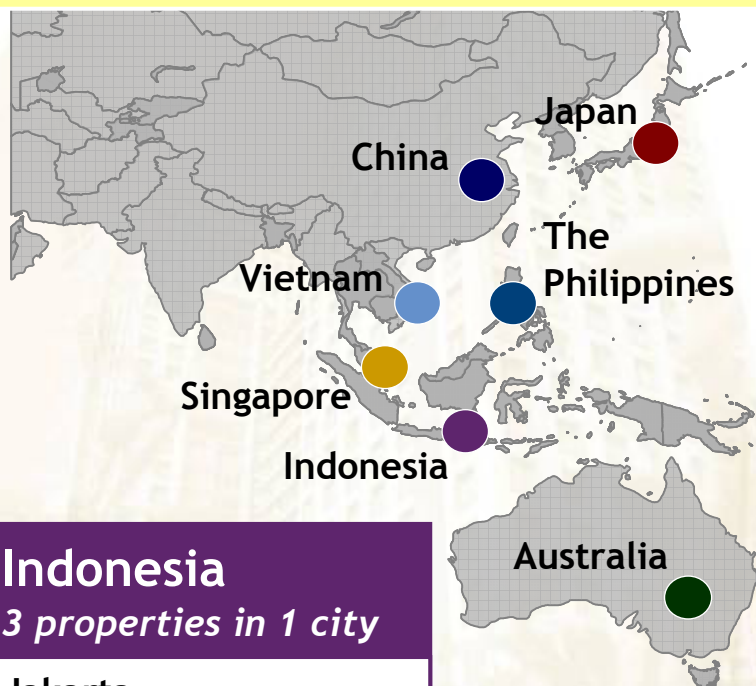 Japan
China
The
Philippines
Vietnam
Singapore
Indonesia
Australia
Indonesia
3 properties in 1 city